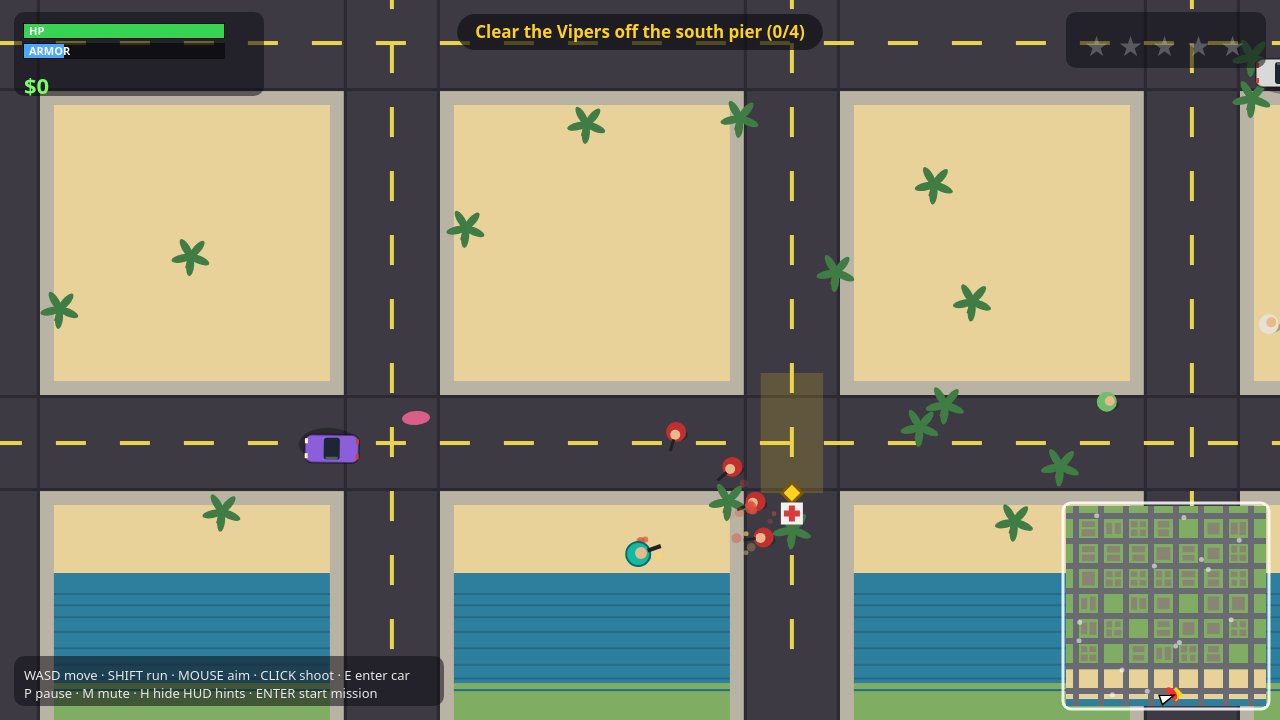 HP
ARMOR
$0
Clear the Vipers off the south pier (0/4)
WASD move · SHIFT run · MOUSE aim · CLICK shoot · E enter car
P pause · M mute · H hide HUD hints · ENTER start mission